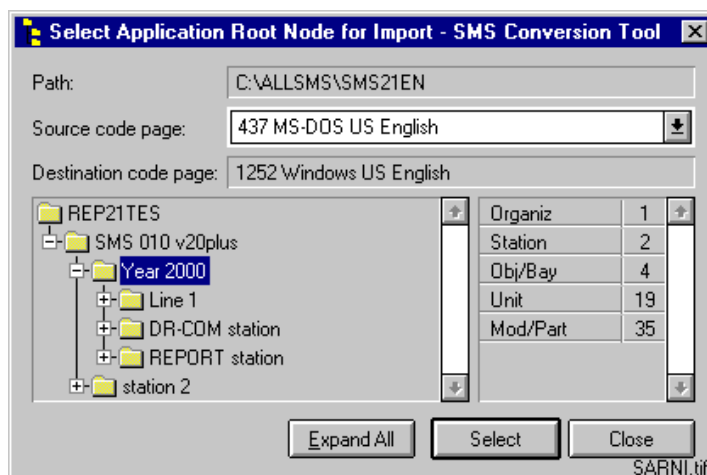 Select Application Root Node for Import - SMS Conversion Tool
Path: C:\ALLSMS\SMS21EN
Source code page: 437 MS-DOS US English
Destination code page: 1252 Windows US English
REP21TES
SMS 010 v20plus
Year 2000
Line 1
DR-COM station
REPORT station
station 2
Organiz 1
Station 2
Obj/Bay 4
Unit 19
Mod/Part 35
Expand All Select Close
SARNI.tif